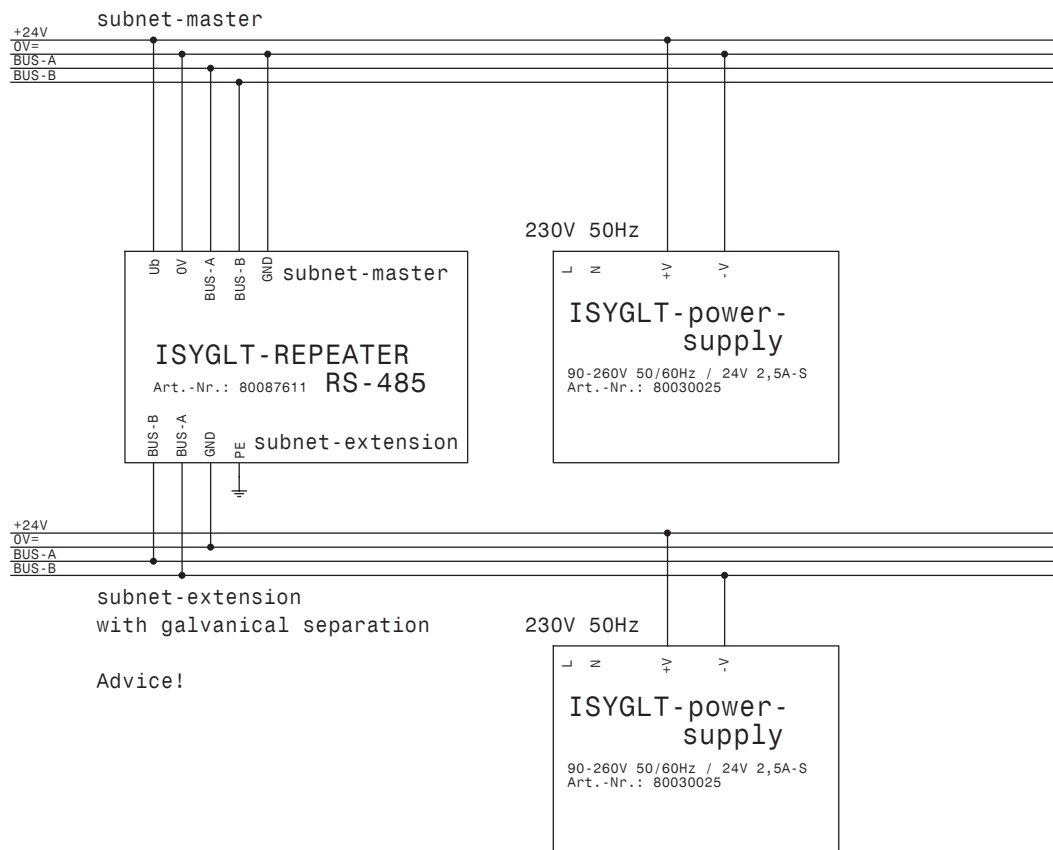 subnet-master
+24V
0V=
BUS-A
BUS-B
230V 50Hz
Ub
0V
BUS-A
BUS-B
GND
subnet-master
L
N
+V
-V
ISYGLT-REPEATER
Art.-Nr.: 80087611 RS-485
ISYGLT-power-
supply
90-260V 50/60Hz / 24V 2,5A-S
Art.-Nr.: 80030025
BUS-B
BUS-A
GND
PE
subnet-extension
+24V
0V=
BUS-A
BUS-B
subnet-extension
with galvanical separation
Advice!
230V 50Hz
L
N
+V
-V
ISYGLT-power-
supply
90-260V 50/60Hz / 24V 2,5A-S
Art.-Nr.: 80030025